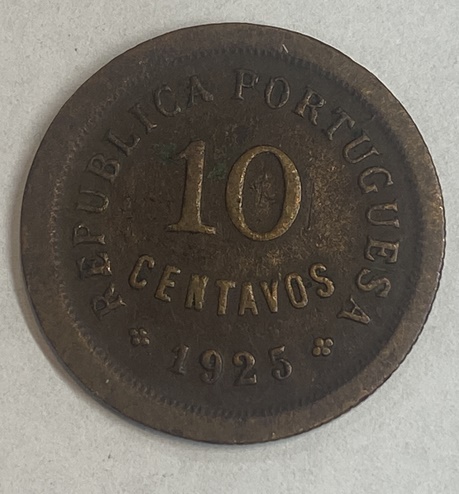 REPUBLICA PORTUGUESA
10
CENTAVOS
1925